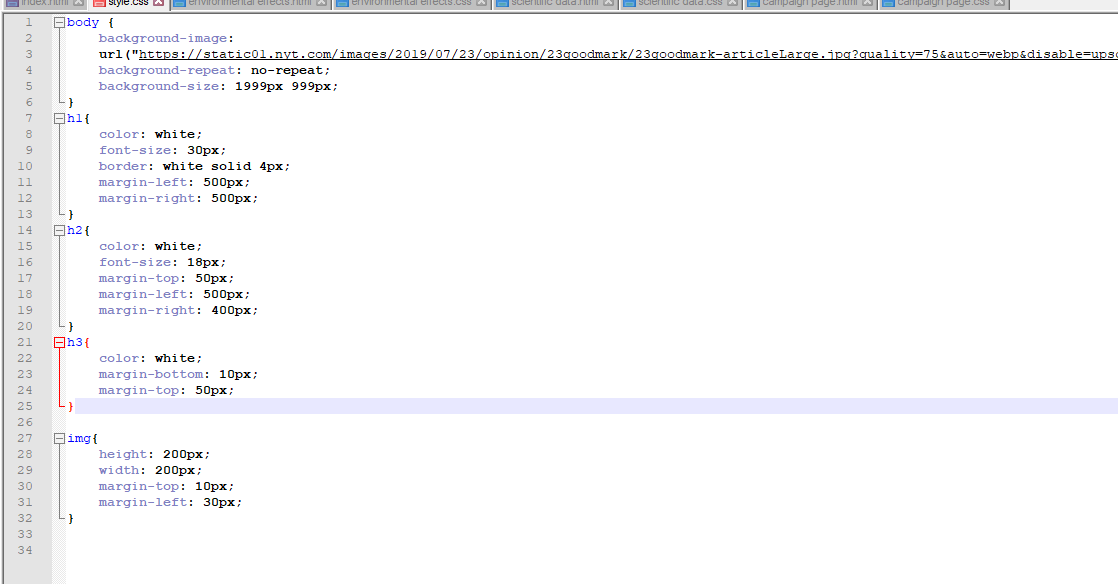 index.html style.css environmental effects.html environmental effects.css scientific data.html scientific data.css campaign page.html campaign page.css
1 body {
2 background-image:
3 url("https://static01.nyt.com/images/2019/07/23/opinion/23goodmark/23goodmark-articleLarge.jpg?quality=75&auto=webp&disable=upsc
4 background-repeat: no-repeat;
5 background-size: 1999px 999px;
6 }
7 h1{
8 color: white;
9 font-size: 30px;
10 border: white solid 4px;
11 margin-left: 500px;
12 margin-right: 500px;
13 }
14 h2{
15 color: white;
16 font-size: 18px;
17 margin-top: 50px;
18 margin-left: 500px;
19 margin-right: 400px;
20 }
21 h3{
22 color: white;
23 margin-bottom: 10px;
24 margin-top: 50px;
25 }
26
27 img{
28 height: 200px;
29 width: 200px;
30 margin-top: 10px;
31 margin-left: 30px;
32 }
33
34